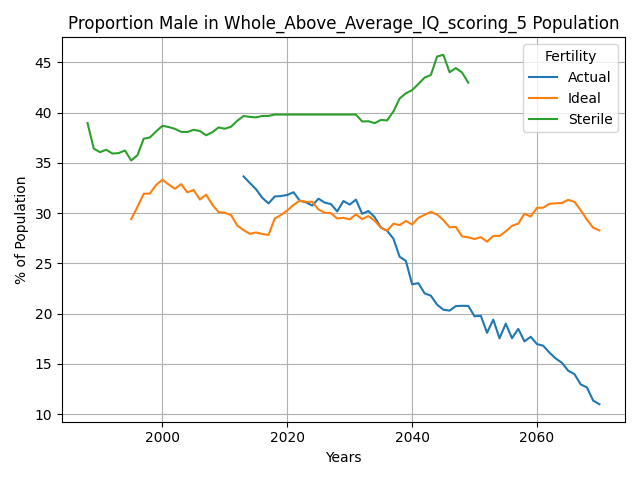 Proportion Male in Whole_Above_Average_IQ_scoring_5 Population
Fertility
Actual
Ideal
Sterile
% of Population
45
40
35
30
25
20
15
10
2000
2020
2040
2060
Years